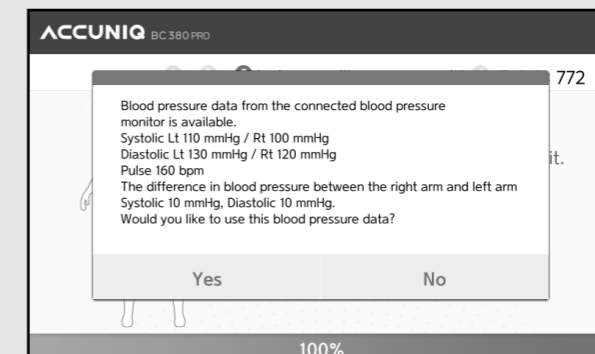 ACCUNIQ BC380PRO
772
Blood pressure data from the connected blood pressure
monitor is available.
Systolic Lt 110 mmHg / Rt 100 mmHg
Diastolic Lt 130 mmHg / Rt 120 mmHg
Pulse 160 bpm
The difference in blood pressure between the right arm and left arm
Systolic 10 mmHg, Diastolic 10 mmHg.
Would you like to use this blood pressure data?
it.
Yes No
100%